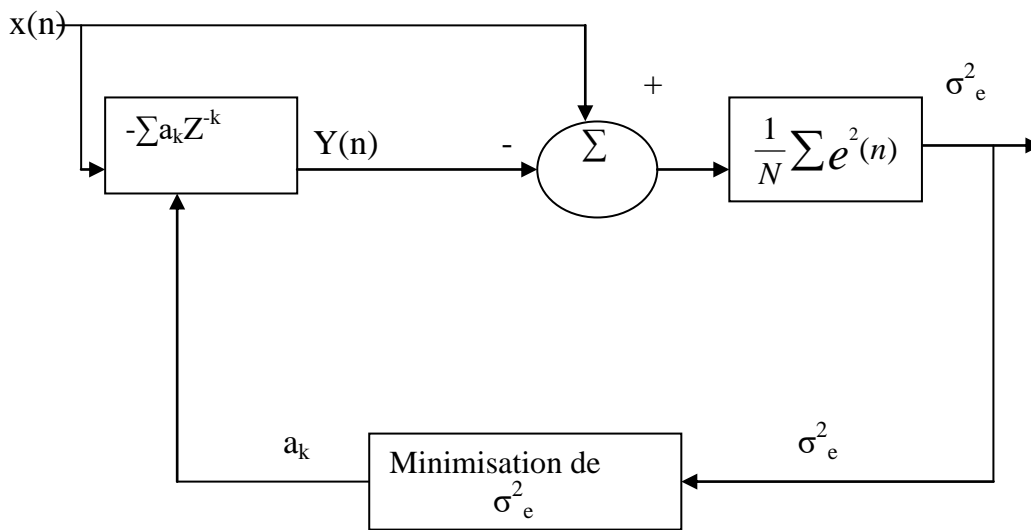 x(n)
+
σ²ₑ
-∑aₖZ⁻ᵏ
Y(n)
-
∑
1/N ∑ e²(n)
aₖ
Minimisation de
σ²ₑ
σ²ₑ